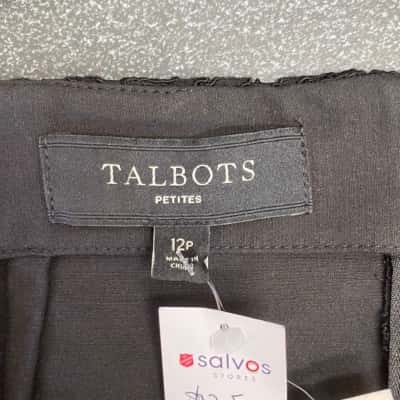 TALBOTS
PETITES
12P
MADE IN
CHINA
salvos
STORES